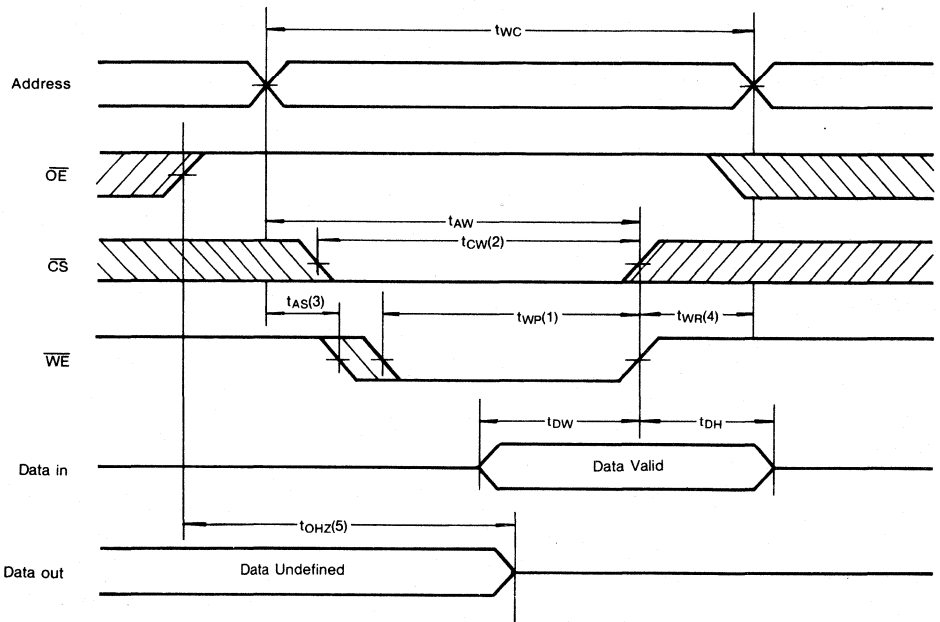 tWC
Address
OE
tAW
tCW(2)
CS
tAS(3)
tWP(1)
tWR(4)
WE
tDW
tDH
Data in
Data Valid
tOHZ(5)
Data out
Data Undefined